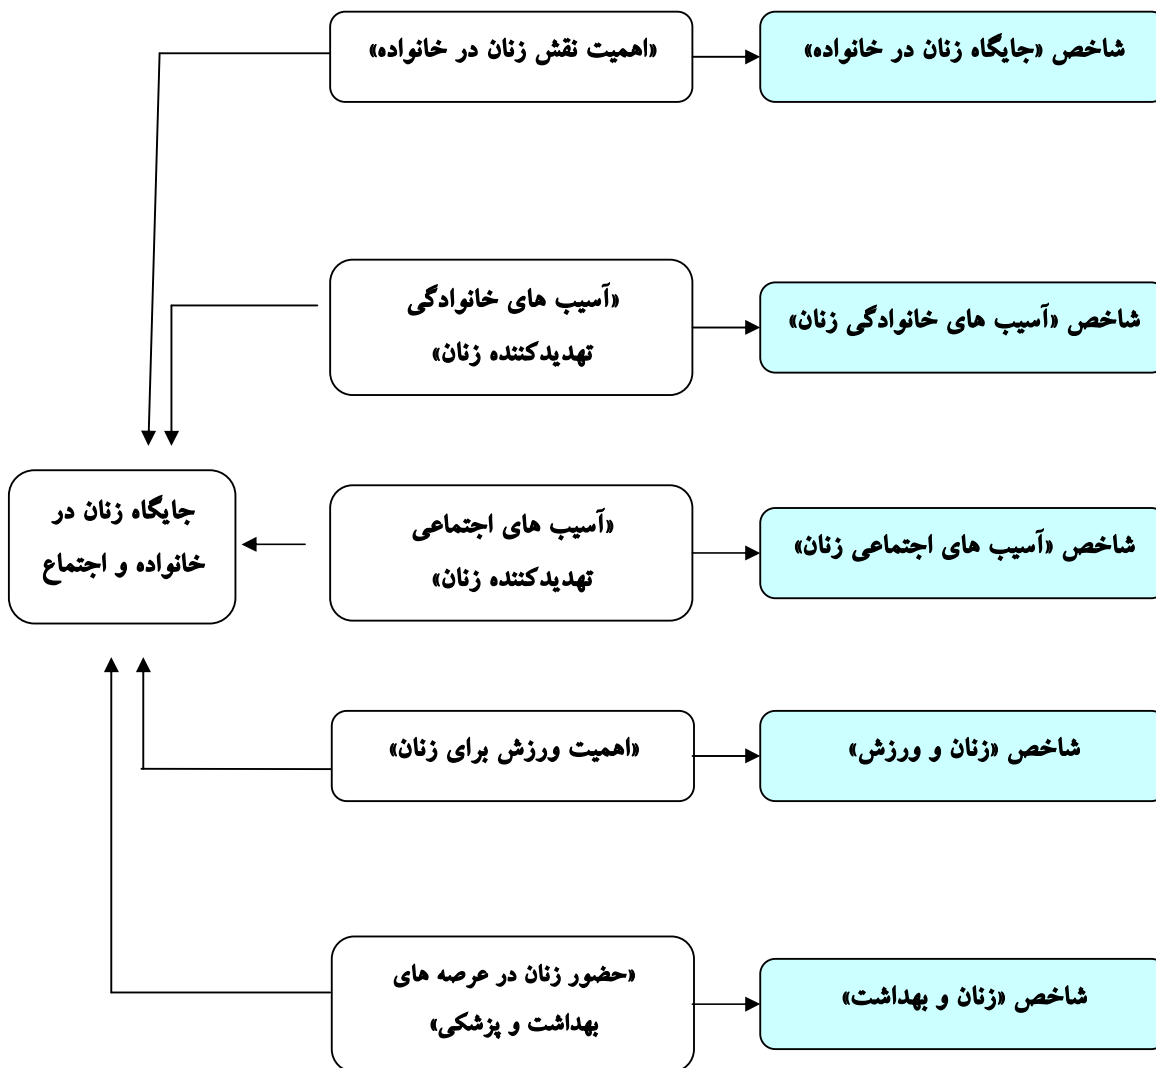 شاخص «جایگاه زنان در خانواده»
«اهمیت نقش زنان در خانواده»
شاخص «آسیب های خانوادگی زنان»
«آسیب های خانوادگی
تهدیدکننده زنان»
جایگاه زنان در
خانواده و اجتماع
شاخص «آسیب های اجتماعی زنان»
«آسیب های اجتماعی
تهدیدکننده زنان»
شاخص «زنان و ورزش»
«اهمیت ورزش برای زنان»
شاخص «زنان و بهداشت»
«حضور زنان در عرصه های
بهداشت و پزشکی»